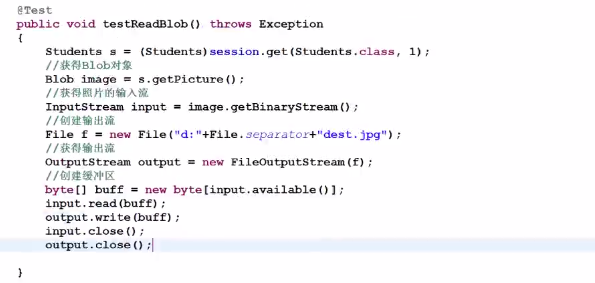 @Test
public void testReadBlob() throws Exception
{
Students s = (Students)session.get(Students.class, 1);
//获得Blob对象
Blob image = s.getPicture();
//获得照片的输入流
InputStream input = image.getBinaryStream();
//创建输出流
File f = new File("d:"+File.separator+"dest.jpg");
//获得输出流
OutputStream output = new FileOutputStream(f);
//创建缓冲区
byte[] buff = new byte[input.available()];
input.read(buff);
output.write(buff);
input.close();
output.close();
}